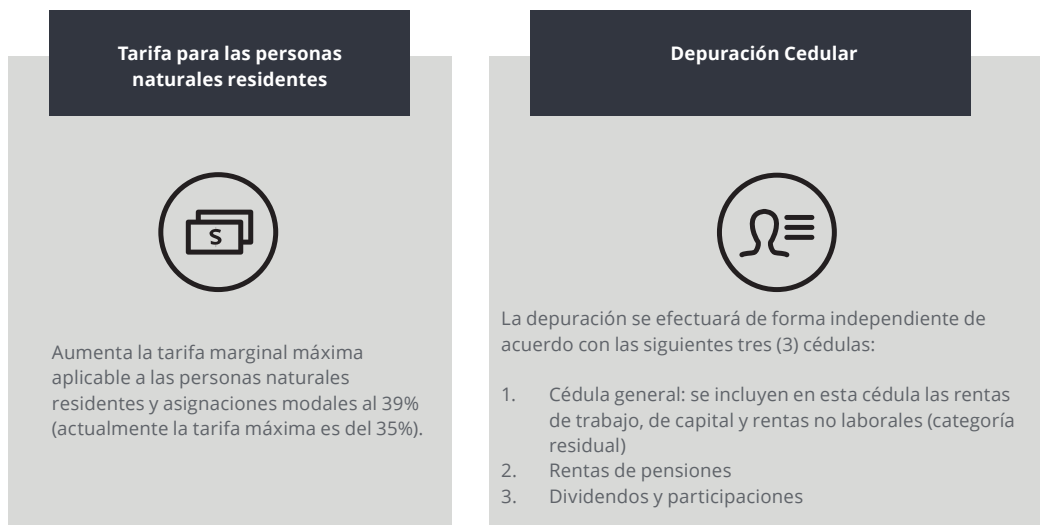 Tarifa para las personas
naturales residentes
S
Aumenta la tarifa marginal máxima
aplicable a las personas naturales
residentes y asignaciones modales al 39%
(actualmente la tarifa máxima es del 35%).
Depuración Cedular
La depuración se efectuará de forma independiente de
acuerdo con las siguientes tres (3) cédulas:
1. Cédula general: se incluyen en esta cédula las rentas
de trabajo, de capital y rentas no laborales (categoría
residual)
2. Rentas de pensiones
3. Dividendos y participaciones